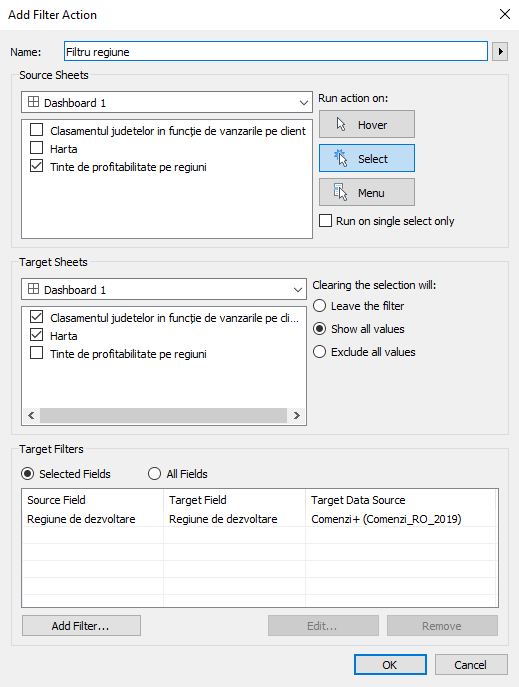 Add Filter Action
Name: Filtru regiune
Source Sheets
Dashboard 1
Run action on:
Clasamentul judetelor in funcție de vanzarile pe client
Hover
Harta
Tinte de profitabilitate pe regiuni
Select
Menu
Run on single select only
Target Sheets
Dashboard 1
Clearing the selection will:
Leave the filter
Clasamentul judetelor in funcție de vanzarile pe cli...
Show all values
Harta
Tinte de profitabilitate pe regiuni
Exclude all values
Target Filters
Selected Fields All Fields
Source Field Target Field Target Data Source
Regiune de dezvoltare Regiune de dezvoltare Comenzi+ (Comenzi_RO_2019)
Add Filter... Edit... Remove
OK Cancel